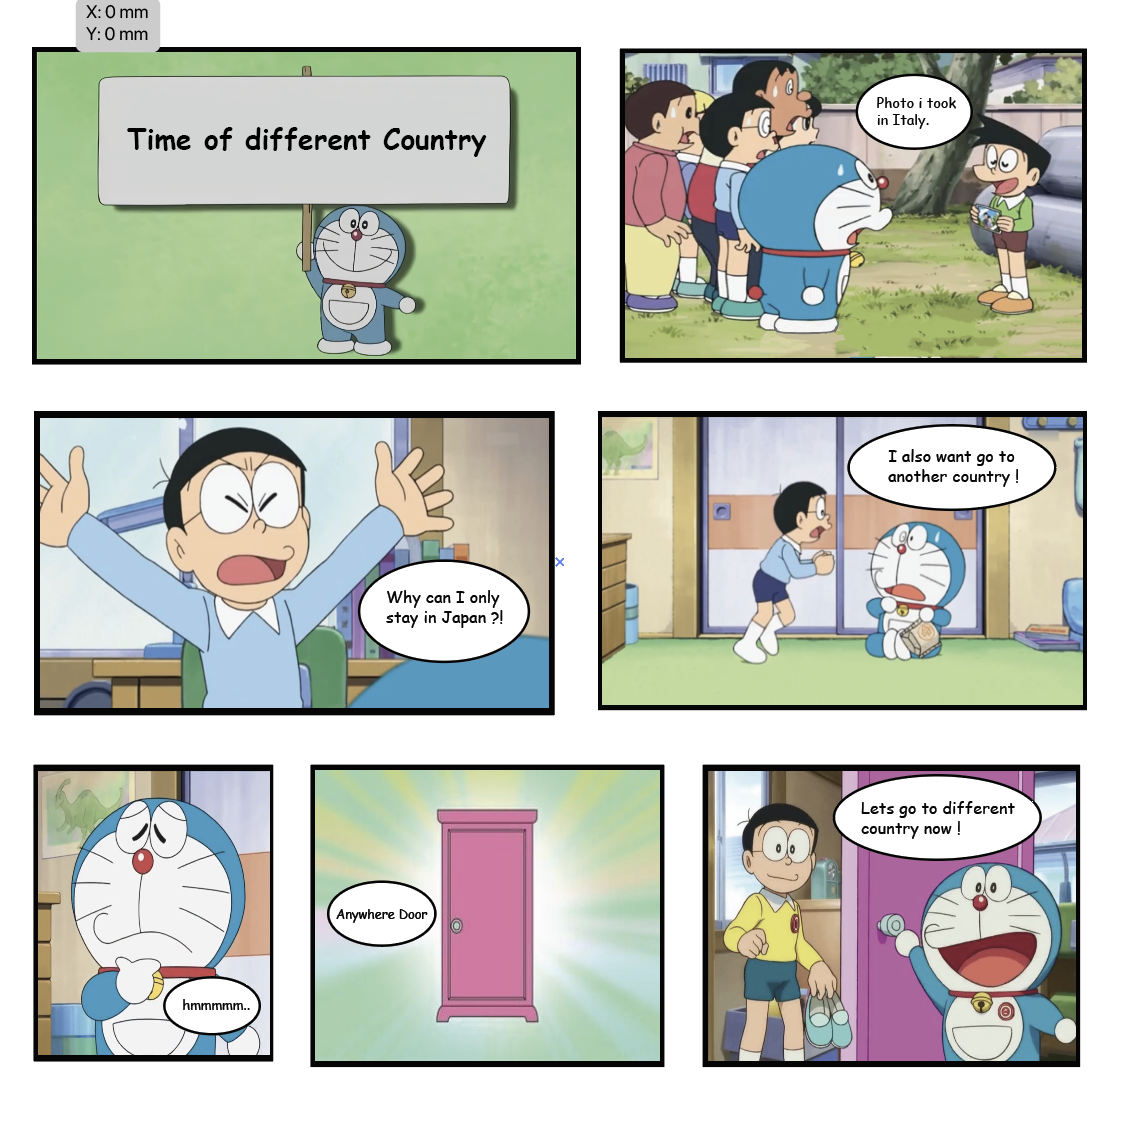 X: 0 mm
Y: 0 mm
Time of different Country
Photo i took
in Italy.
Why can I only
stay in Japan ?!
I also want go to
another country !
hmmmmm..
Anywhere Door
Lets go to different
country now !